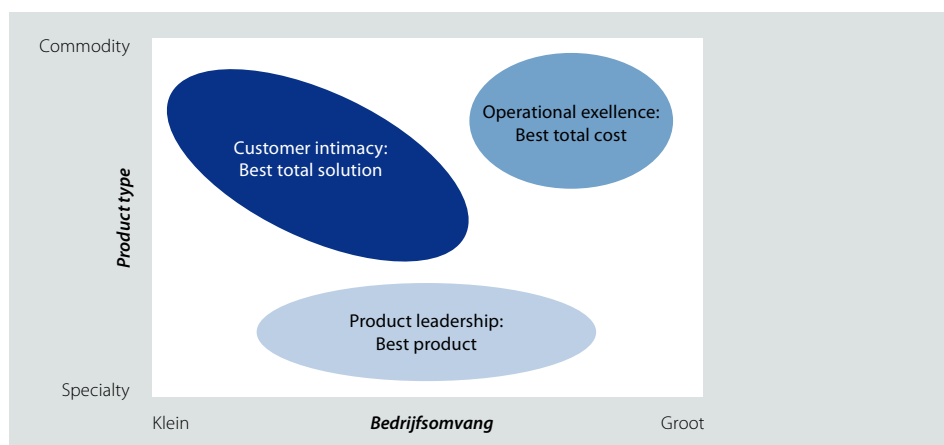 Commodity
Operational exellence:
Best total cost
Customer intimacy:
Best total solution
Product type
Product leadership:
Best product
Specialty
Klein
Bedrijfsomvang
Groot